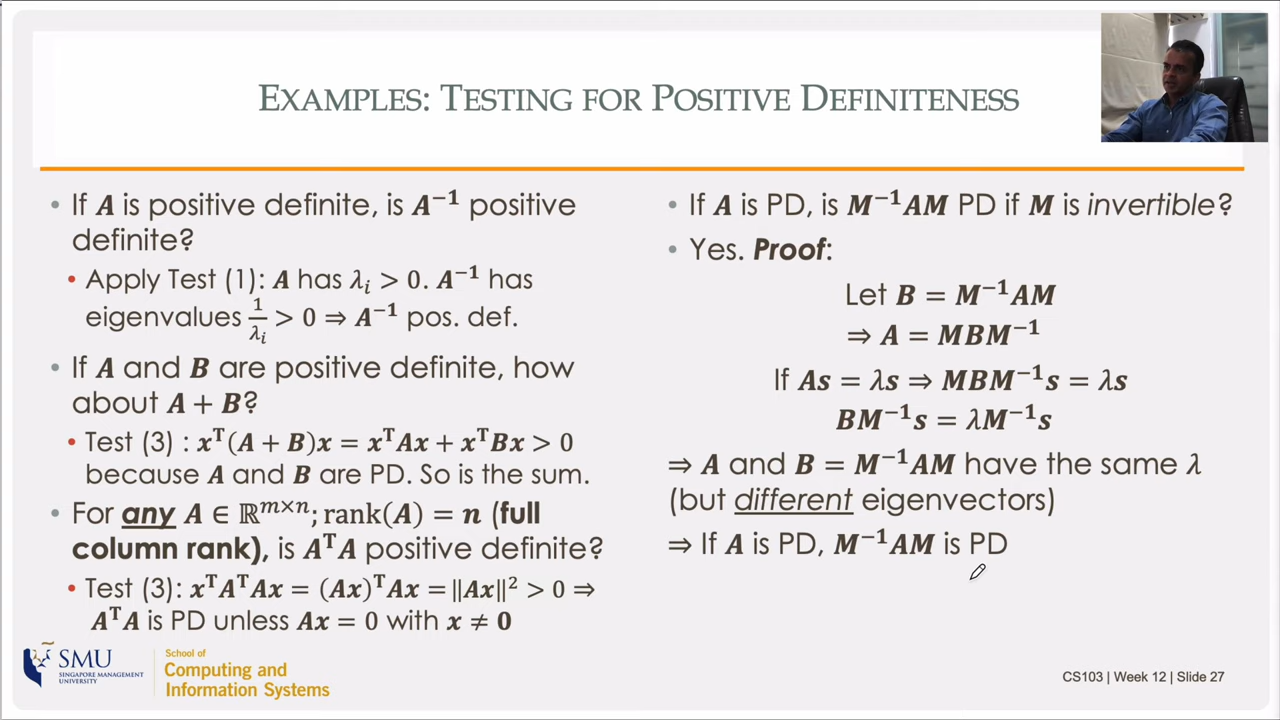 EXAMPLES: TESTING FOR POSITIVE DEFINITENESS
• If A is positive definite, is A⁻¹ positive
definite?
• Apply Test (1): A has λᵢ > 0. A⁻¹ has
eigenvalues 1/λᵢ > 0 ⇒ A⁻¹ pos. def.
• If A and B are positive definite, how
about A + B?
• Test (3) : xᵀ(A + B)x = xᵀAx + xᵀBx > 0
because A and B are PD. So is the sum.
• For any A ∈ ℝᵐˣⁿ; rank(A) = n (full
column rank), is AᵀA positive definite?
• Test (3): xᵀAᵀAx = (Ax)ᵀAx = ‖Ax‖² > 0 ⇒
AᵀA is PD unless Ax = 0 with x ≠ 0
• If A is PD, is M⁻¹AM PD if M is invertible?
• Yes. Proof:
Let B = M⁻¹AM
⇒ A = MBM⁻¹
If As = λs ⇒ MBM⁻¹s = λs
BM⁻¹s = λM⁻¹s
⇒ A and B = M⁻¹AM have the same λ
(but different eigenvectors)
⇒ If A is PD, M⁻¹AM is PD
SMU
SINGAPORE MANAGEMENT
UNIVERSITY
School of
Computing and
Information Systems
CS103 | Week 12 | Slide 27